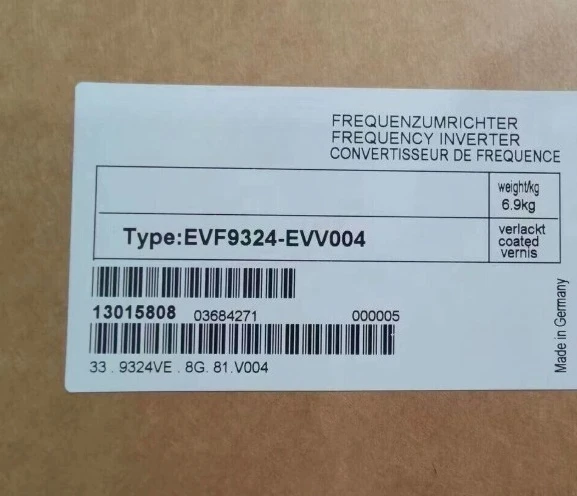 FREQUENZUMRICHTER
FREQUENCY INVERTER
CONVERTISSEUR DE FREQUENCE
weight/kg
6.9kg
Type:EVF9324-EVV004
verlackt
coated
vernis
13015808 03684271 000005
33 . 9324VE . 8G. 81.V004
Made in Germany